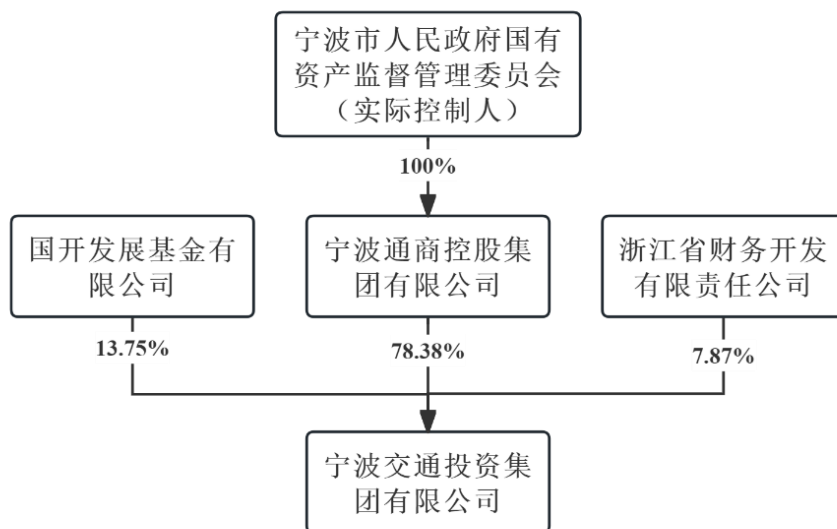 宁波市人民政府国有
资产监督管理委员会
（实际控制人）
100%
国开发展基金有
限公司
宁波通商控股集
团有限公司
浙江省财务开发
有限责任公司
13.75%
78.38%
7.87%
宁波交通投资集
团有限公司